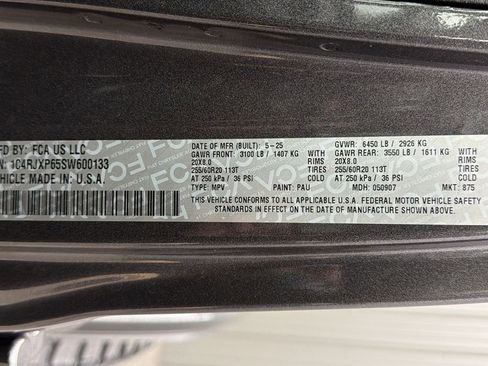 MFD BY: FCA US LLC
DATE OF MFR (BUILT): 5-25 GVWR: 6450 LB / 2926 KG
GAWR FRONT: 3100 LB / 1407 KG WITH GAWR REAR: 3550 LB / 1611 KG WITH
N: 1C4RJXP65SW600133
20X8.0 RIMS 20X8.0 RIMS
255/60R20 113T 255/60R20 113T
VEHICLE MADE IN: U.S.A.
AT 250 kPa / 36 PSI COLD: AT 250 kPa / 36 PSI COLD:
TYPE: MPV PAINT: PAU MDH: 050907 MKT: 875
THIS VEHICLE CONFORMS TO ALL APPLICABLE U.S.A. FEDERAL MOTOR VEHICLE SAFETY
STANDARDS IN EFFECT ON THE DATE OF MANUFACTURE SHOWN ABOVE.